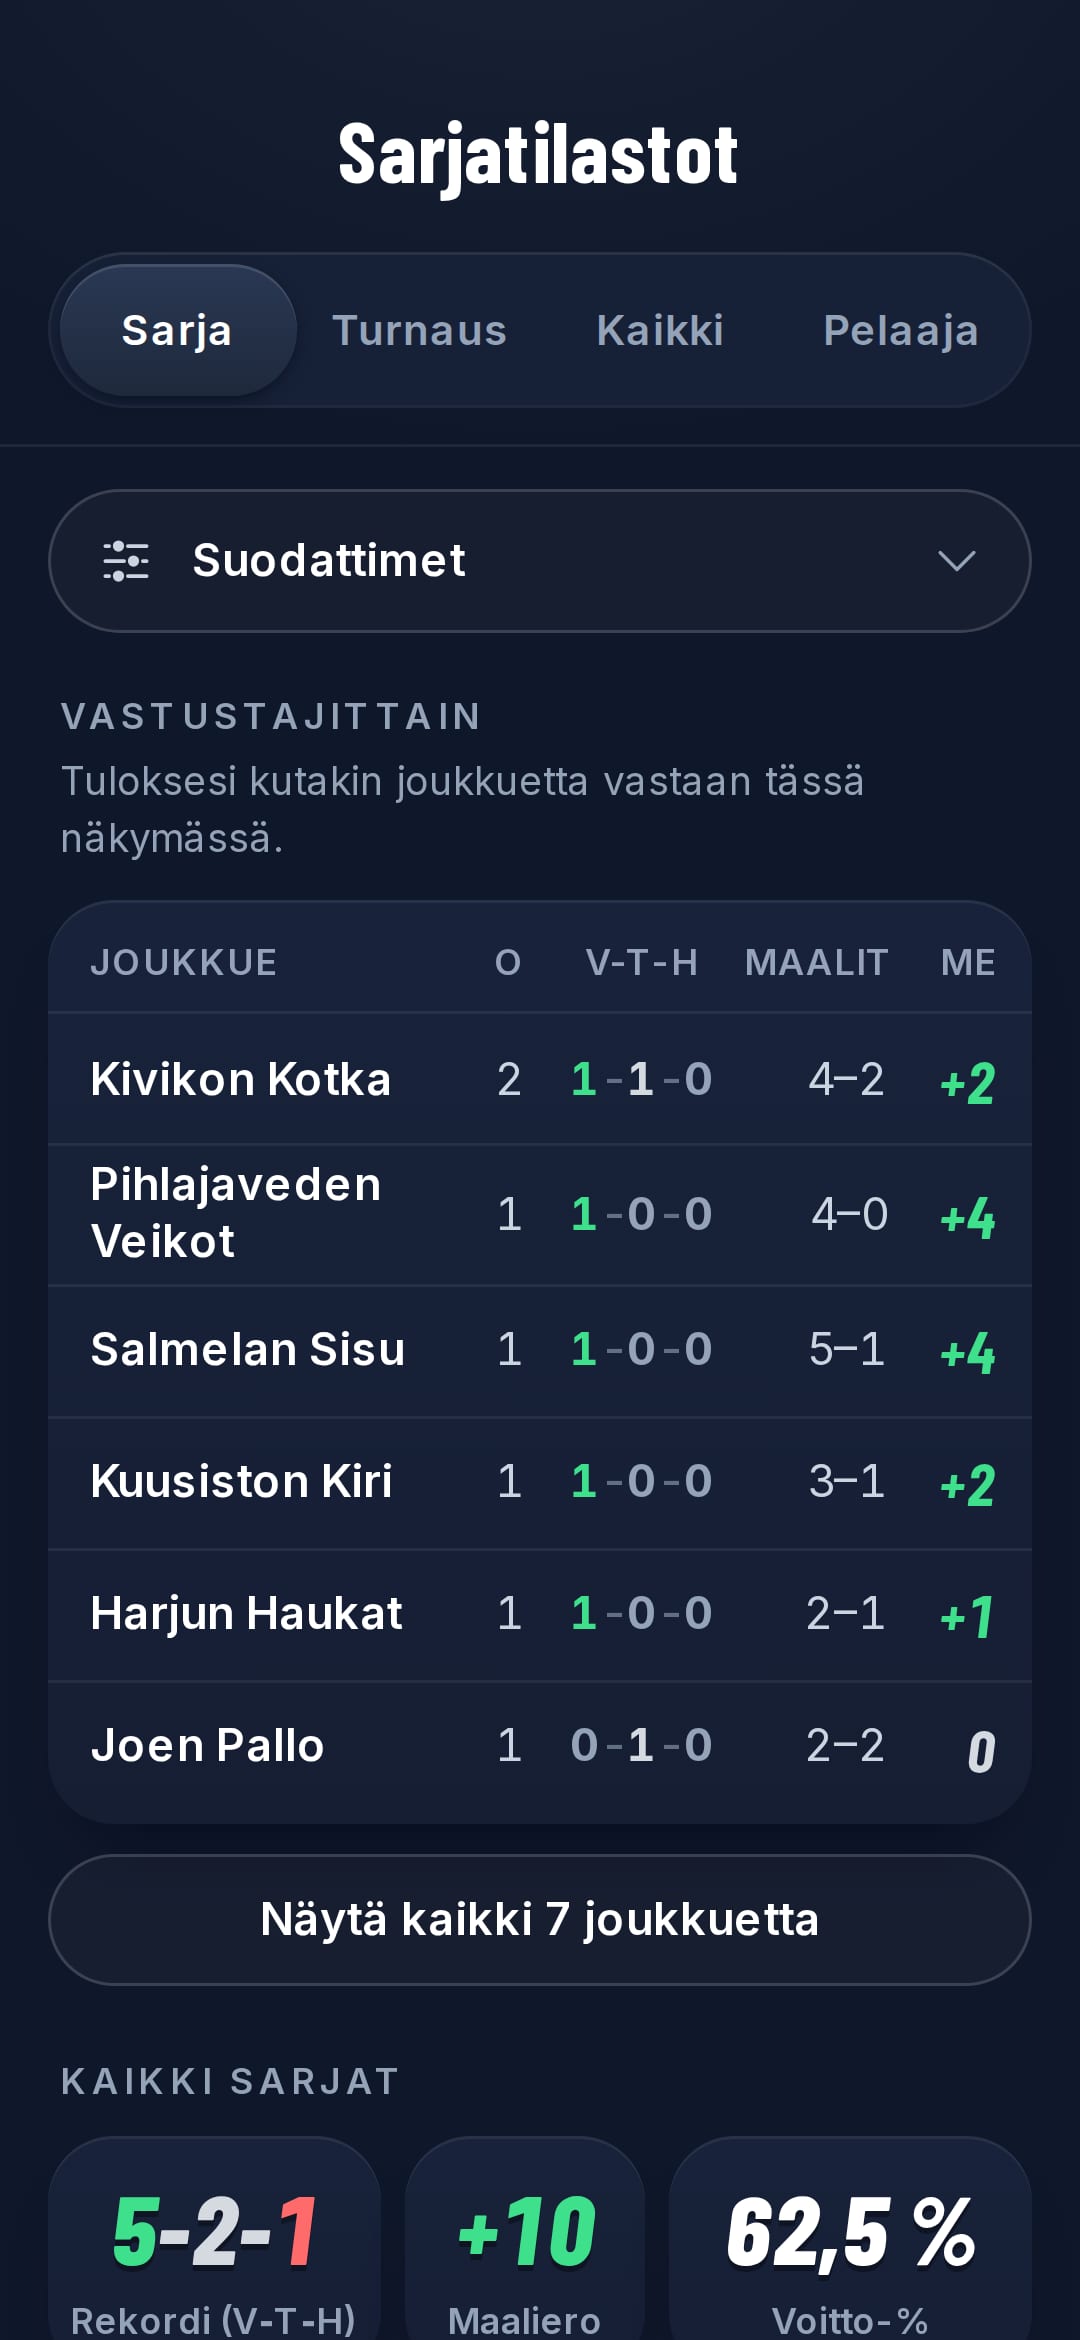 Sarjatilastot
Sarja Turnaus Kaikki Pelaaja
Suodattimet
VASTUSTAJITTAIN
Tuloksesi kutakin joukkuetta vastaan tässä
näkymässä.
JOUKKUE O V-T-H MAALIT ME
Kivikon Kotka 2 1-1-0 4–2 +2
Pihlajaveden
Veikot 1 1-0-0 4–0 +4
Salmelan Sisu 1 1-0-0 5–1 +4
Kuusiston Kiri 1 1-0-0 3–1 +2
Harjun Haukat 1 1-0-0 2–1 +1
Joen Pallo 1 0-1-0 2–2 0
Näytä kaikki 7 joukkuetta
KAIKKI SARJAT
5-2-1 +10 62,5 %
Rekordi (V-T-H) Maaliero Voitto-%